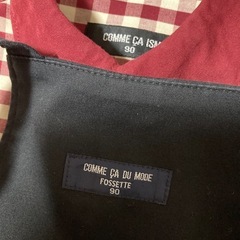 COMME ÇA ISM
90
COMME ÇA DU MODE
FOSSETTE
90